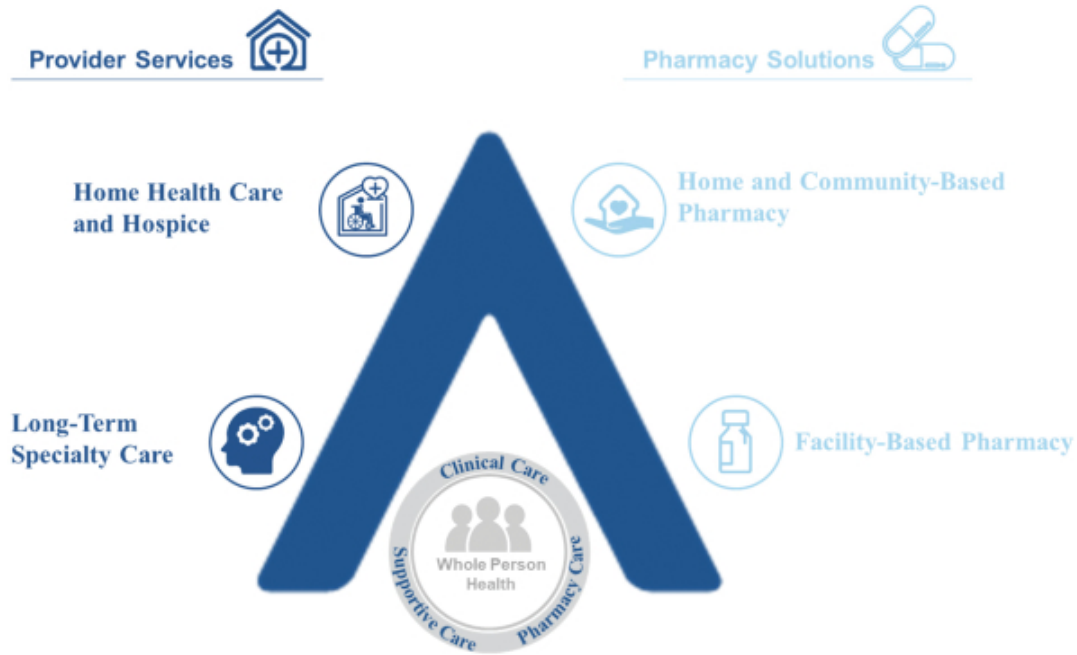 Provider Services
Pharmacy Solutions
Home Health Care
and Hospice
Home and Community-Based
Pharmacy
Long-Term
Specialty Care
Facility-Based Pharmacy
Clinical Care
Supportive Care
Pharmacy Care
Whole Person
Health